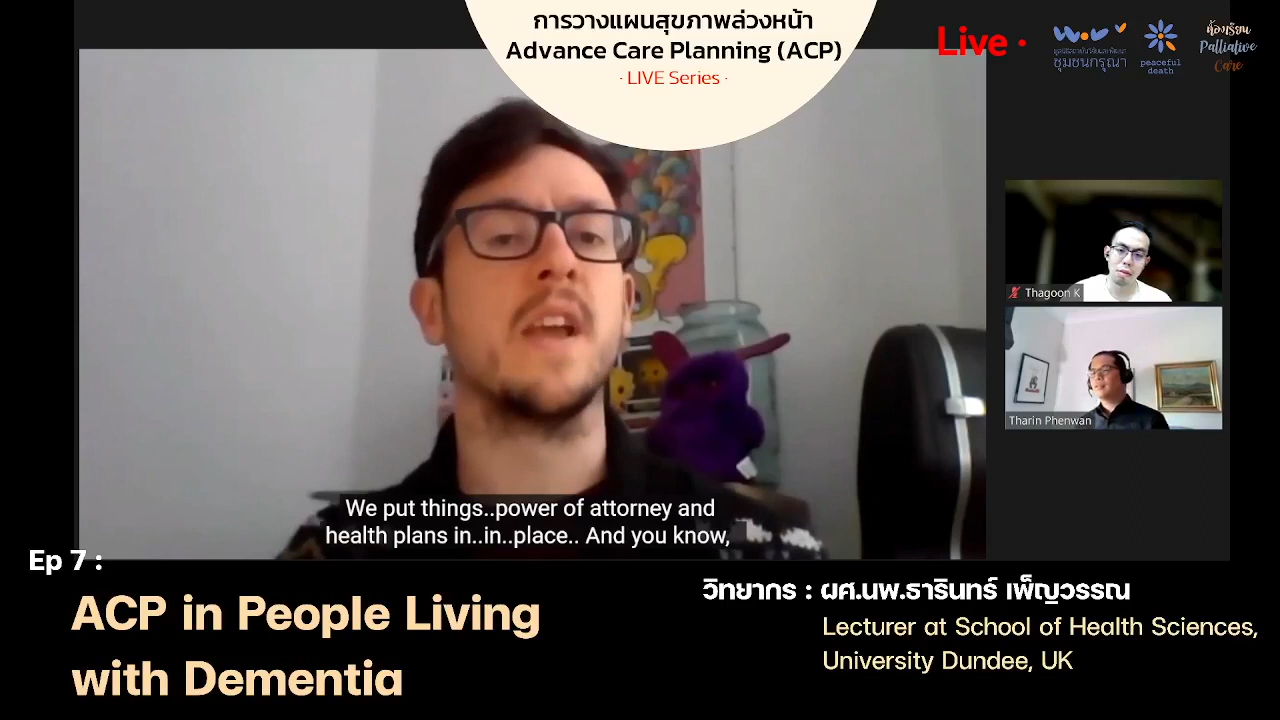 การวางแผนสุขภาพล่วงหน้า
Advance Care Planning (ACP)
· LIVE Series ·
Live ·
ชุมชนกรุณา
peaceful
death
ห้องเรียน
Palliative
Care
Thagoon K
Tharin Phenwan
We put things..power of attorney and
health plans in..in..place.. And you know,
Ep 7 :
ACP in People Living
with Dementia
วิทยากร : ผศ.นพ.ธารินทร์ เพ็ญวรรณ
Lecturer at School of Health Sciences,
University Dundee, UK